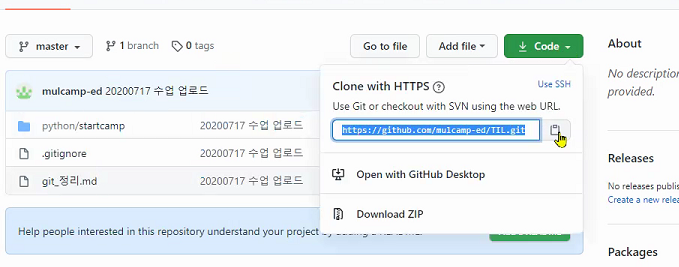 master
1 branch
0 tags
Go to file
Add file
Code
About
mulcamp-ed 20200717 수업 업로드
Clone with HTTPS
Use SSH
No description
provided.
Use Git or checkout with SVN using the web URL.
python/startcamp
20200717 수업 업로드
https://github.com/mulcamp-ed/TIL.git
.gitignore
20200717 수업 업로드
Releases
git_정리.md
20200717 수업 업로드
Open with GitHub Desktop
No releases
Create a new
Download ZIP
Help people interested in this repository understand your project by
Packages